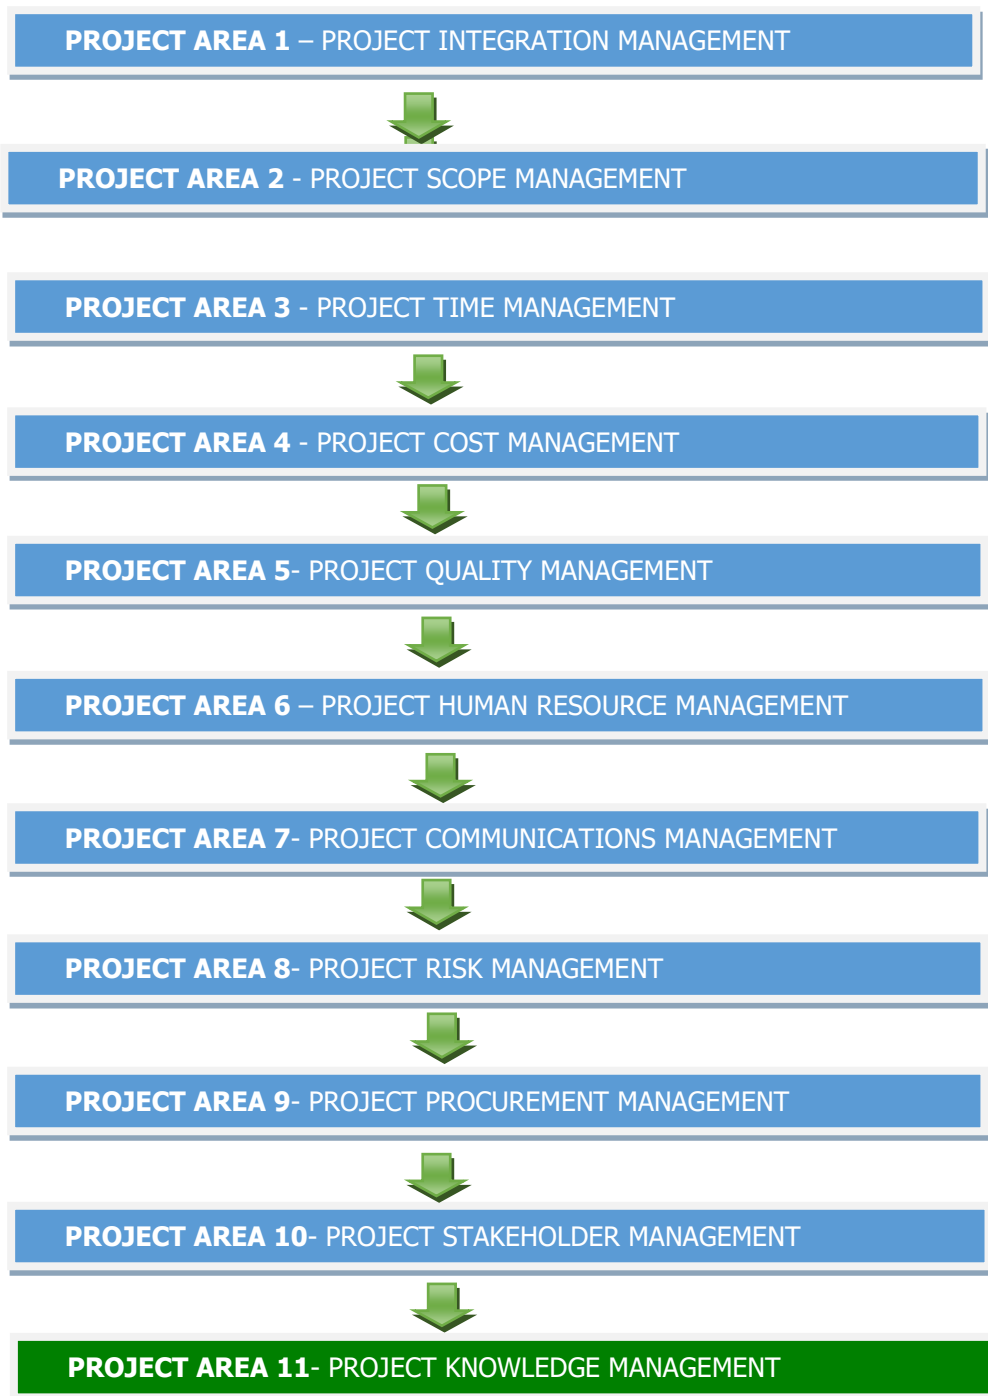 PROJECT AREA 1 – PROJECT INTEGRATION MANAGEMENT
PROJECT AREA 2 - PROJECT SCOPE MANAGEMENT
PROJECT AREA 3 - PROJECT TIME MANAGEMENT
PROJECT AREA 4 - PROJECT COST MANAGEMENT
PROJECT AREA 5- PROJECT QUALITY MANAGEMENT
PROJECT AREA 6 – PROJECT HUMAN RESOURCE MANAGEMENT
PROJECT AREA 7- PROJECT COMMUNICATIONS MANAGEMENT
PROJECT AREA 8- PROJECT RISK MANAGEMENT
PROJECT AREA 9- PROJECT PROCUREMENT MANAGEMENT
PROJECT AREA 10- PROJECT STAKEHOLDER MANAGEMENT
PROJECT AREA 11- PROJECT KNOWLEDGE MANAGEMENT